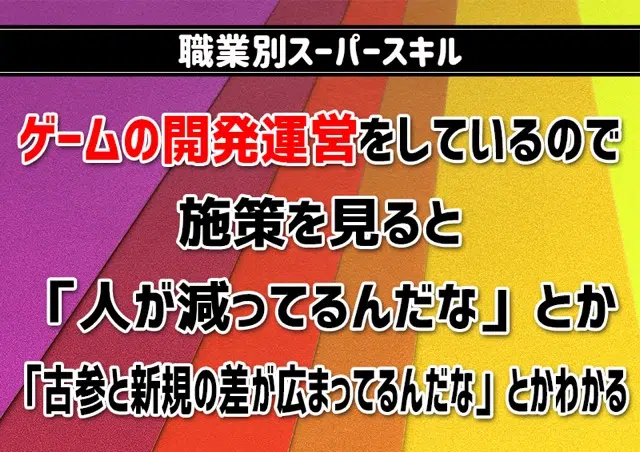 職業別スーパースキル
ゲームの開発運営をしているので
施策を見ると
「人が減ってるんだな」とか
「古参と新規の差が広まってるんだな」とかわかる